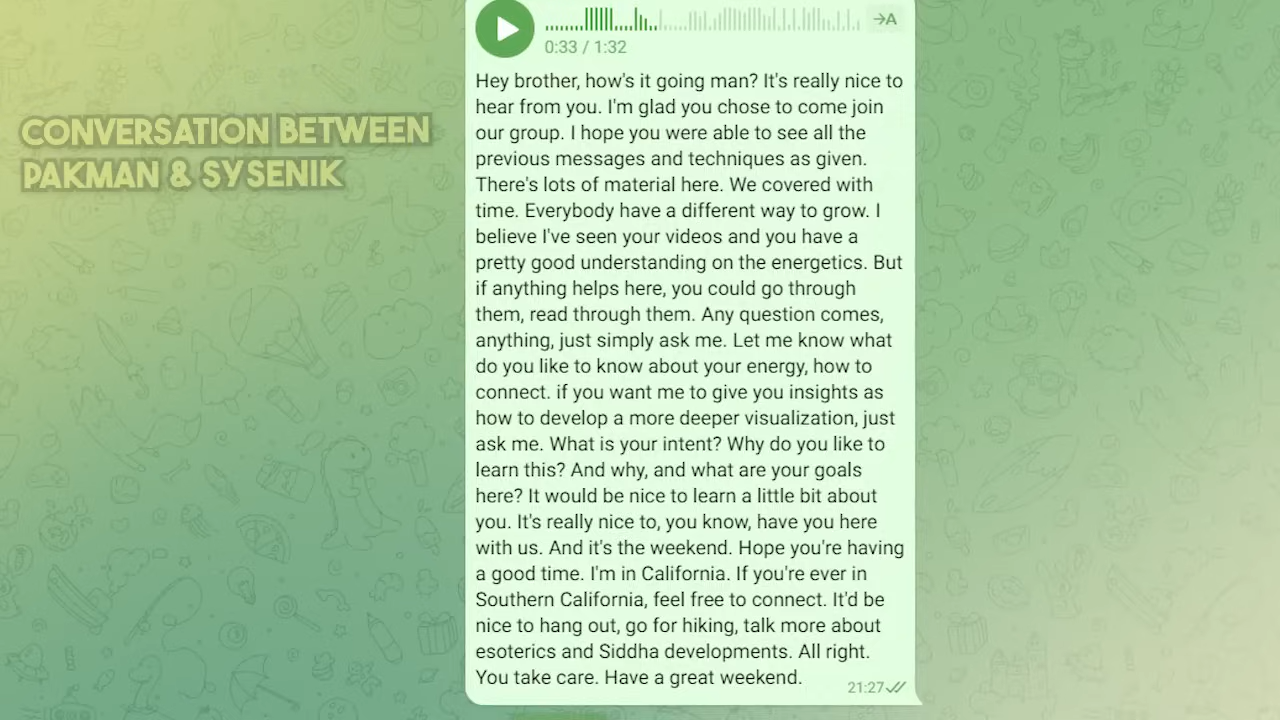 →A
0:33 / 1:32
CONVERSATION BETWEEN
PAKMAN & SYSENIK
Hey brother, how's it going man? It's really nice to
hear from you. I'm glad you chose to come join
our group. I hope you were able to see all the
previous messages and techniques as given.
There's lots of material here. We covered with
time. Everybody have a different way to grow. I
believe I've seen your videos and you have a
pretty good understanding on the energetics. But
if anything helps here, you could go through
them, read through them. Any question comes,
anything, just simply ask me. Let me know what
do you like to know about your energy, how to
connect. if you want me to give you insights as
how to develop a more deeper visualization, just
ask me. What is your intent? Why do you like to
learn this? And why, and what are your goals
here? It would be nice to learn a little bit about
you. It's really nice to, you know, have you here
with us. And it's the weekend. Hope you're having
a good time. I'm in California. If you're ever in
Southern California, feel free to connect. It'd be
nice to hang out, go for hiking, talk more about
esoterics and Siddha developments. All right.
You take care. Have a great weekend.
21:27